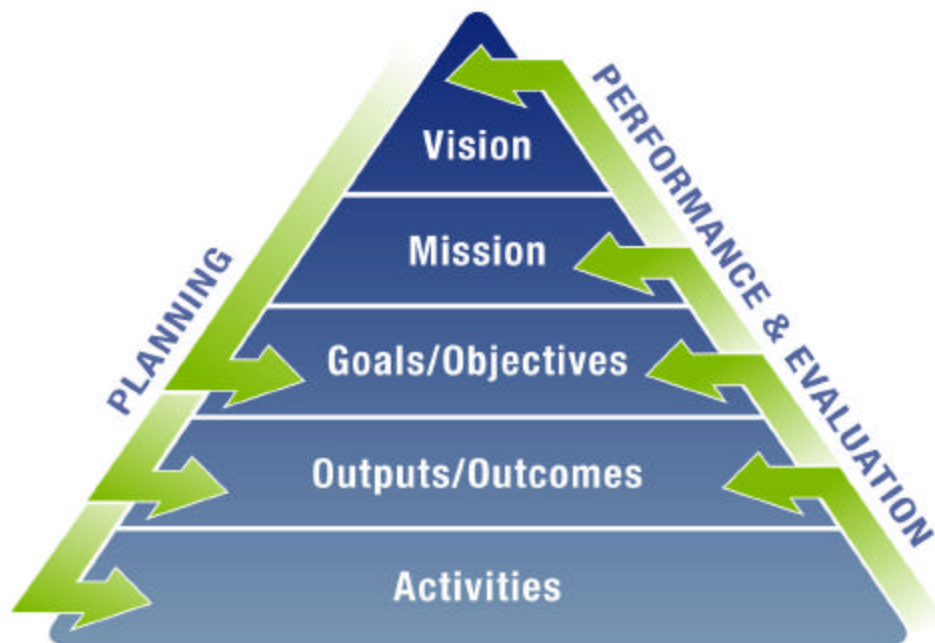 Vision
Mission
Goals/Objectives
Outputs/Outcomes
Activities
PLANNING
PERFORMANCE & EVALUATION